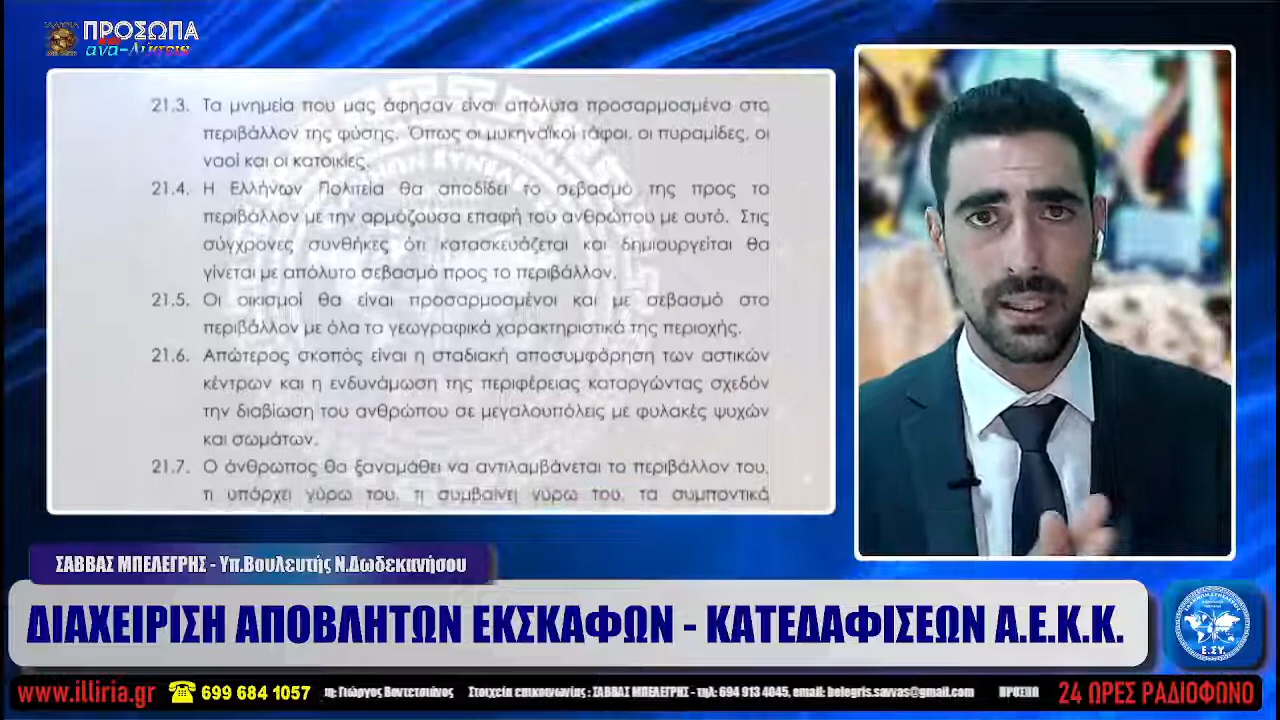 ΠΡΟΣΩΠΑ
ανα-λύσεις
21.3. Τα μνημεία που μας άφησαν είναι απόλυτα προσαρμοσμένα στο
περιβάλλον της φύσης. Όπως οι μυκηναϊκοί τάφοι, οι πυραμίδες, οι
ναοί και οι κατοικίες.
21.4. Η Ελλήνων Πολιτεία θα αποδίδει το σεβασμό της προς το
περιβάλλον με την αρμόζουσα επαφή του ανθρώπου με αυτό. Στις
σύγχρονες συνθήκες ότι κατασκευάζεται και δημιουργείται θα
γίνεται με απόλυτο σεβασμό προς το περιβάλλον.
21.5. Οι οικισμοί θα είναι προσαρμοσμένοι και με σεβασμό στο
περιβάλλον με όλα τα γεωγραφικά χαρακτηριστικά της περιοχής.
21.6. Απώτερος σκοπός είναι η σταδιακή αποσυμφόρηση των αστικών
κέντρων και η ενδυνάμωση της περιφέρειας καταργώντας σχεδόν
την διαβίωση του ανθρώπου σε μεγαλουπόλεις με φυλακές ψυχών
και σωμάτων.
21.7. Ο άνθρωπος θα ξαναμάθει να αντιλαμβάνεται το περιβάλλον του,
τι υπάρχει γύρω του, τι συμβαίνει γύρω του, τα συμπαντικά
ΣΑΒΒΑΣ ΜΠΕΛΕΓΡΗΣ - Υπ.Βουλευτής Ν.Δωδεκανήσου
ΔΙΑΧΕΙΡΙΣΗ ΑΠΟΒΛΗΤΩΝ ΕΚΣΚΑΦΩΝ - ΚΑΤΕΔΑΦΙΣΕΩΝ Α.Ε.Κ.Κ.
Ε.ΣΥ.
www.illiria.gr 699 684 1057 η: Γιώργος Βοντετσιάνος Στοιχεία επικοινωνίας : ΣΑΒΒΑΣ ΜΠΕΛΕΓΡΗΣ - τηλ: 694 913 4045, email: belegris.savvas@gmail.com ΠΡΟΣΩΠΑ 24 ΩΡΕΣ ΡΑΔΙΟΦΩΝΟ